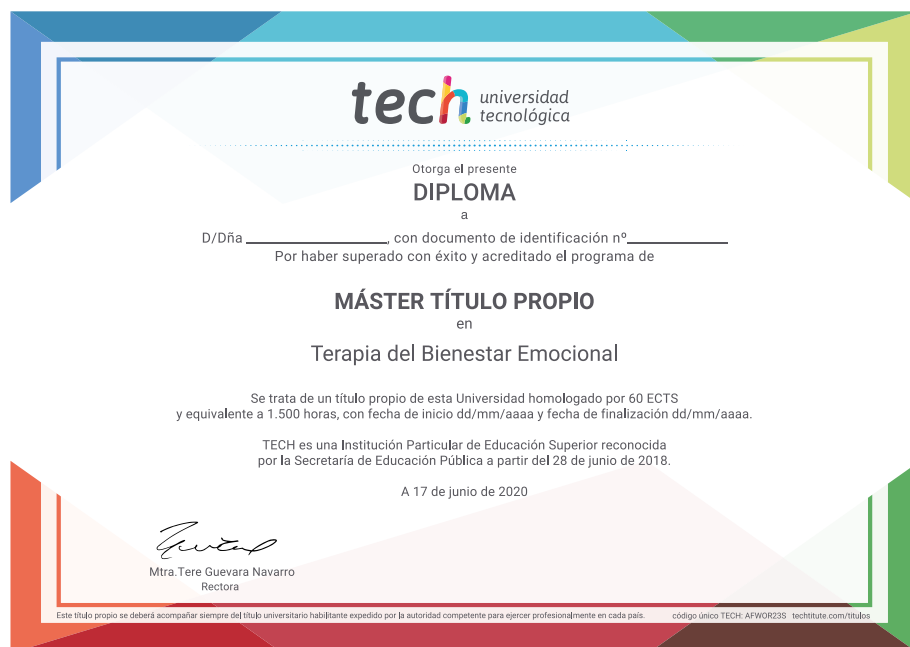 tech universidad
tecnológica
Otorga el presente
DIPLOMA
a
D/Dña ________________, con documento de identificación nº____________
Por haber superado con éxito y acreditado el programa de
MÁSTER TÍTULO PROPIO
en
Terapia del Bienestar Emocional
Se trata de un título propio de esta Universidad homologado por 60 ECTS
y equivalente a 1.500 horas, con fecha de inicio dd/mm/aaaa y fecha de finalización dd/mm/aaaa.
TECH es una Institución Particular de Educación Superior reconocida
por la Secretaría de Educación Pública a partir del 28 de junio de 2018.
A 17 de junio de 2020
Mtra.Tere Guevara Navarro
Rectora
Este título propio se deberá acompañar siempre del título universitario habilitante expedido por la autoridad competente para ejercer profesionalmente en cada país. código único TECH: AFWOR23S techtitute.com/titulos